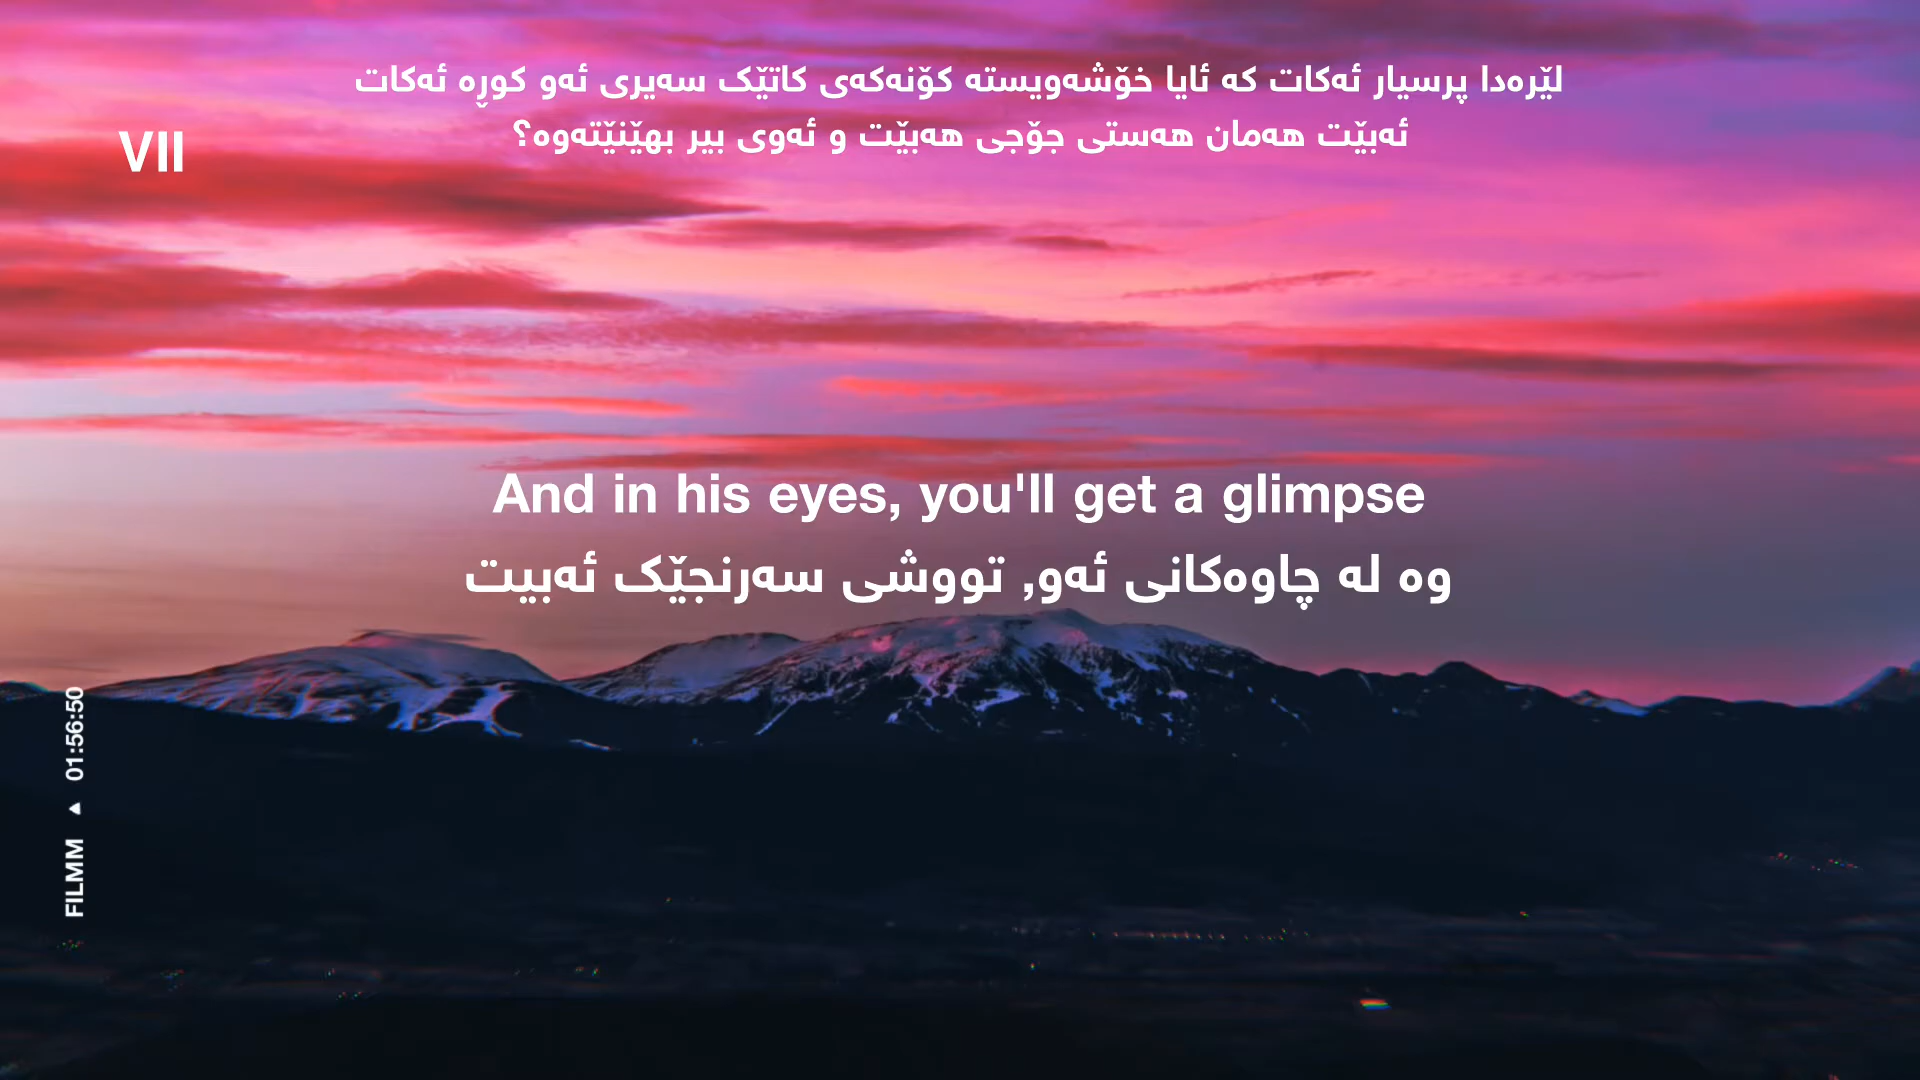 لێرەدا پرسیار ئەکات کە ئایا خۆشەویستە کۆنەکەی کاتێک سەیری ئەو کوڕە ئەکات
ئەبێت هەمان هەستی جۆجی هەبێت و ئەوی بیر بهێنێتەوە؟
VII
And in his eyes, you'll get a glimpse
وە لە چاوەکانی ئەو, تووشی سەرنجێک ئەبیت
FILMM ▲ 01:56:50